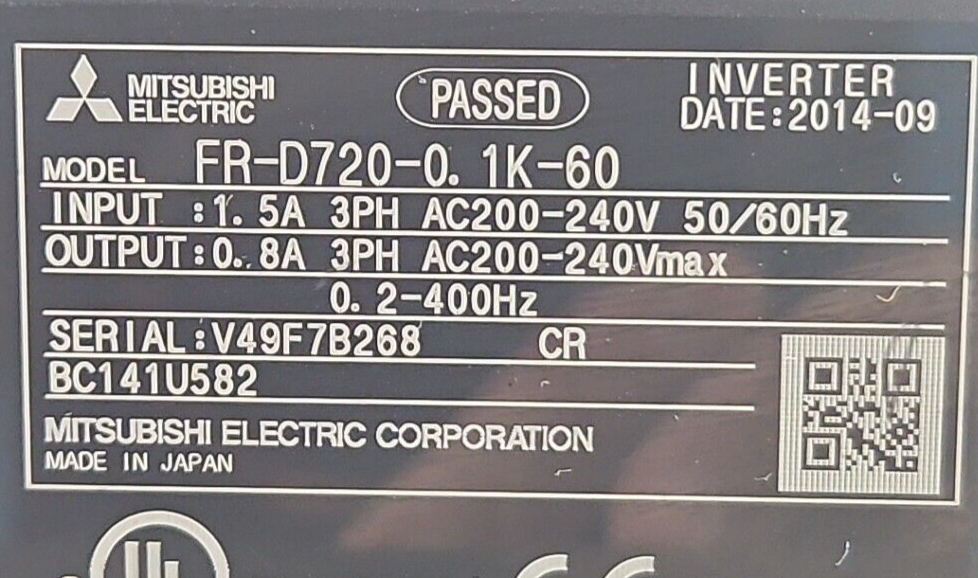 MITSUBISHI
ELECTRIC
PASSED
INVERTER
DATE:2014-09
MODEL FR-D720-0.1K-60
INPUT :1.5A 3PH AC200-240V 50/60Hz
OUTPUT:0.8A 3PH AC200-240Vmax
0.2-400Hz
SERIAL:V49F7B268 CR
BC141U582
MITSUBISHI ELECTRIC CORPORATION
MADE IN JAPAN
UL
CE